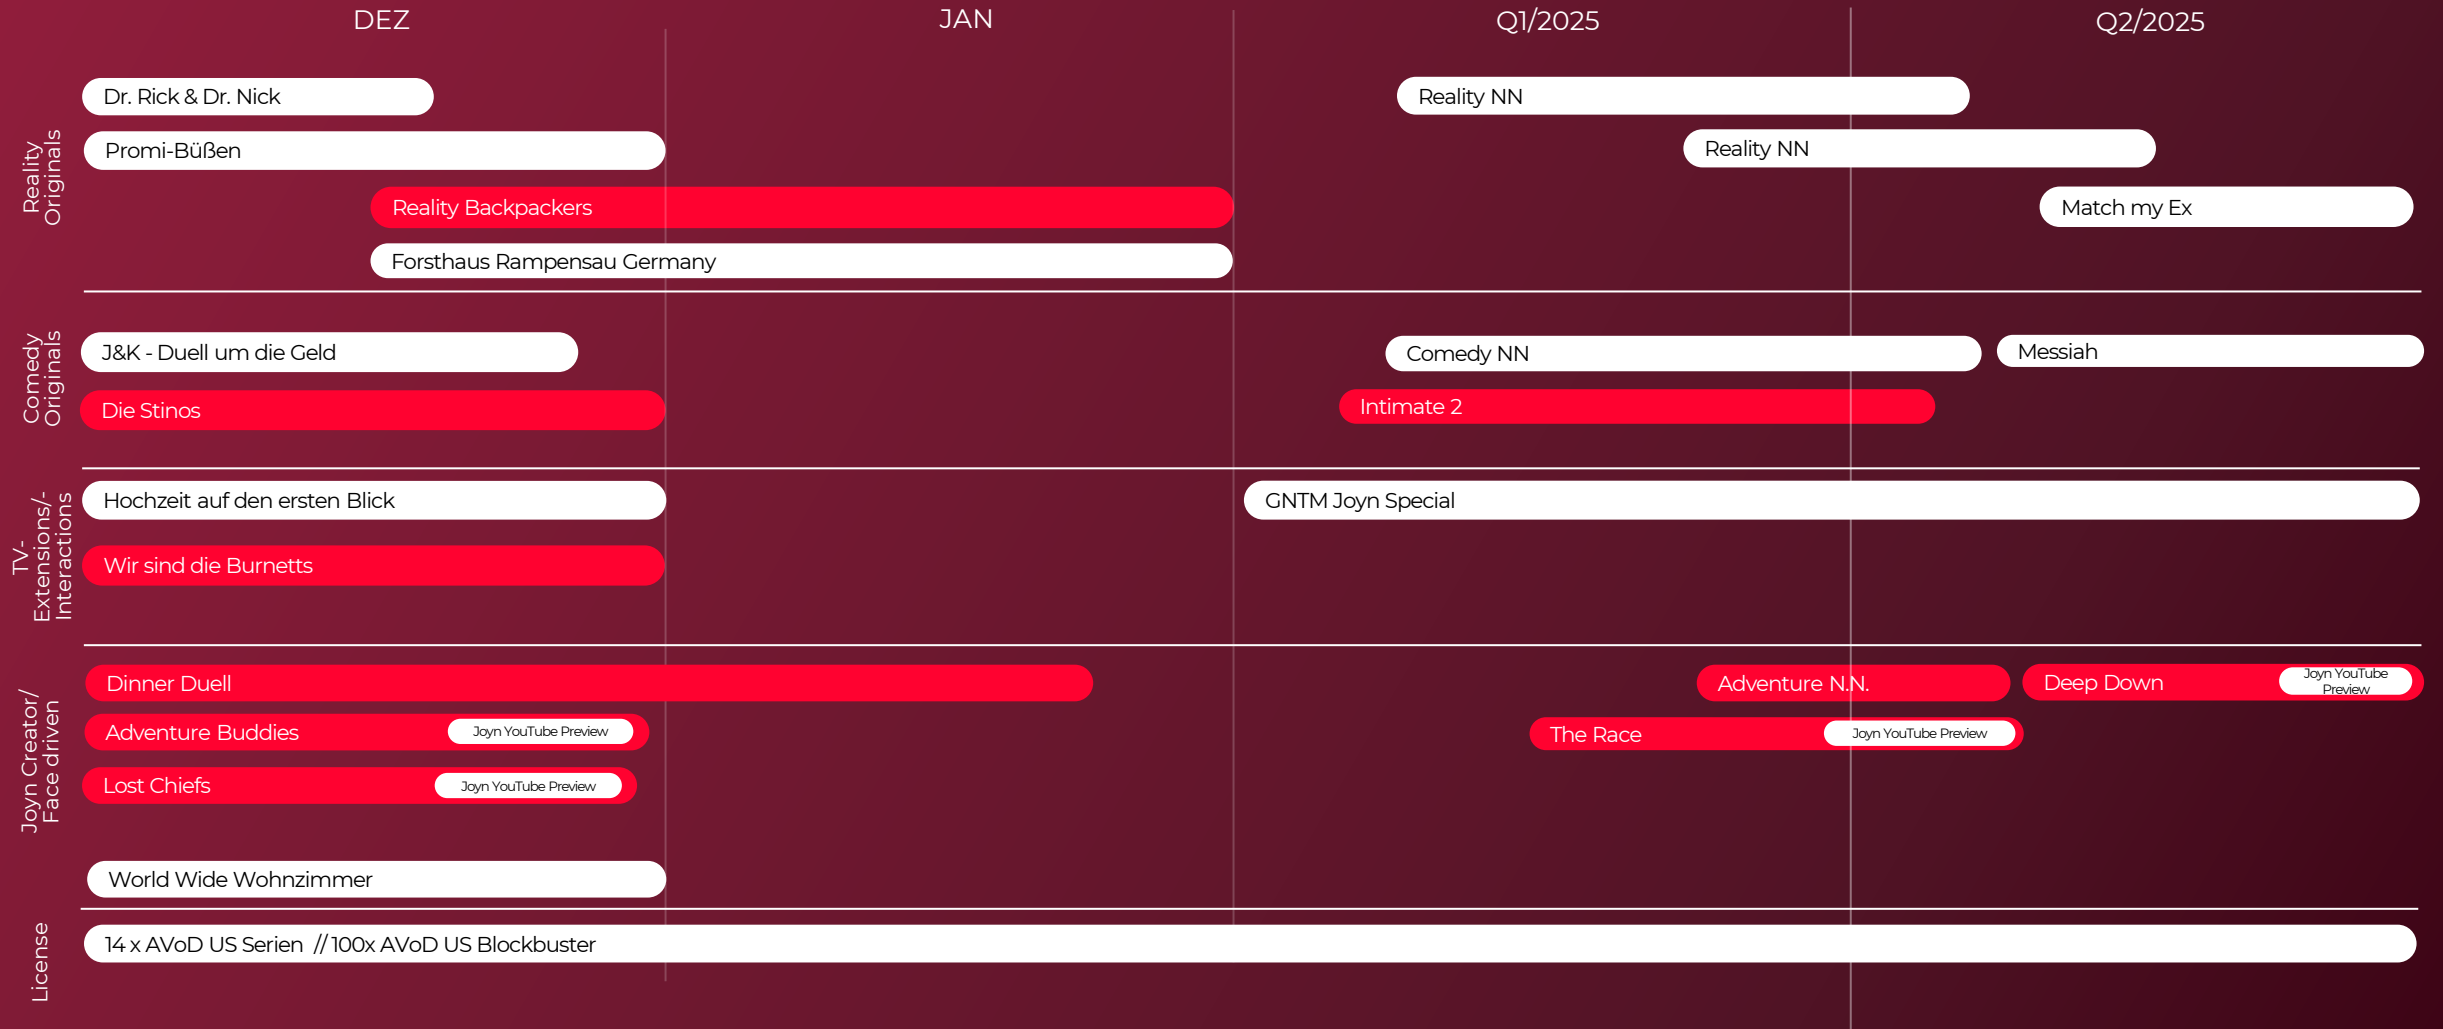 DEZ
JAN
Q1/2025
Q2/2025
Reality
Originals
Dr. Rick & Dr. Nick
Reality NN
Promi-Büßen
Reality NN
Reality Backpackers
Match my Ex
Forsthaus Rampensau Germany
Comedy
Originals
J&K - Duell um die Geld
Comedy NN
Messiah
Die Stinos
Intimate 2
TV-
Extensions/-
Interactions
Hochzeit auf den ersten Blick
GNTM Joyn Special
Wir sind die Burnetts
Joyn Creator/
Face driven
Dinner Duell
Adventure N.N.
Deep Down
Joyn YouTube
Preview
Adventure Buddies
Joyn YouTube Preview
The Race
Joyn YouTube Preview
Lost Chiefs
Joyn YouTube Preview
World Wide Wohnzimmer
License
14 x AVoD US Serien // 100x AVoD US Blockbuster